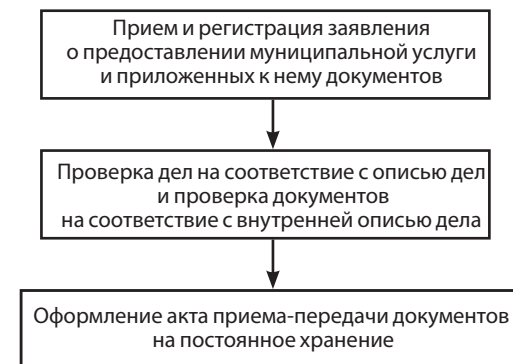 Прием и регистрация заявления
о предоставлении муниципальной услуги
и приложенных к нему документов
Проверка дел на соответствие с описью дел
и проверка документов
на соответствие с внутренней описью дела
Оформление акта приема-передачи документов
на постоянное хранение